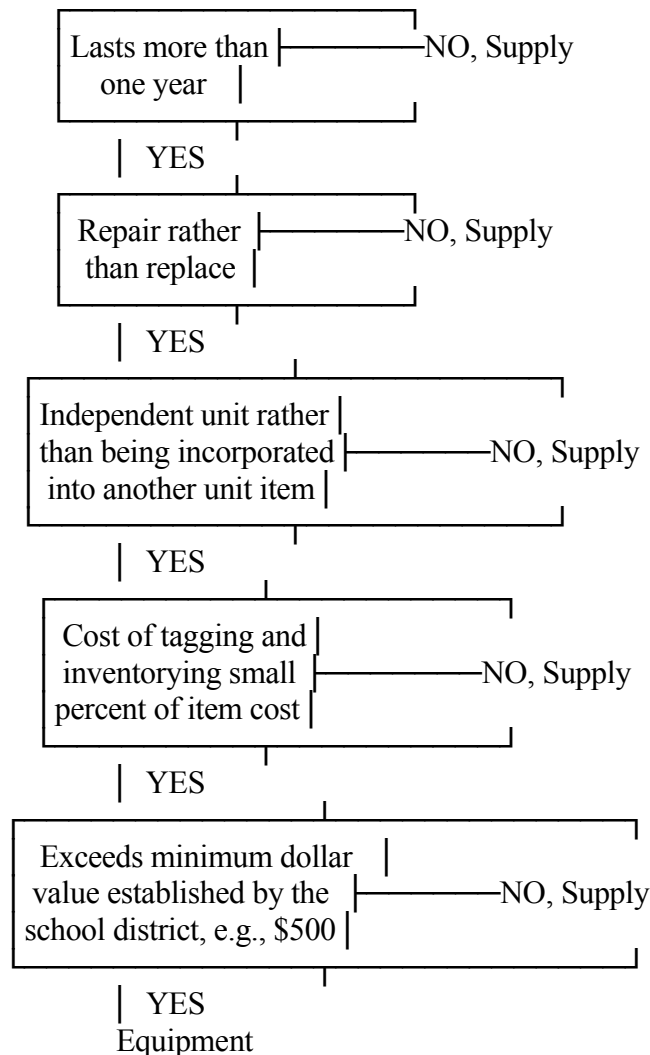 Lasts more than NO, Supply
one year
YES
Repair rather NO, Supply
than replace
YES
Independent unit rather
than being incorporated NO, Supply
into another unit item
YES
Cost of tagging and
inventorying small NO, Supply
percent of item cost
YES
Exceeds minimum dollar
value established by the NO, Supply
school district, e.g., $500
YES
Equipment